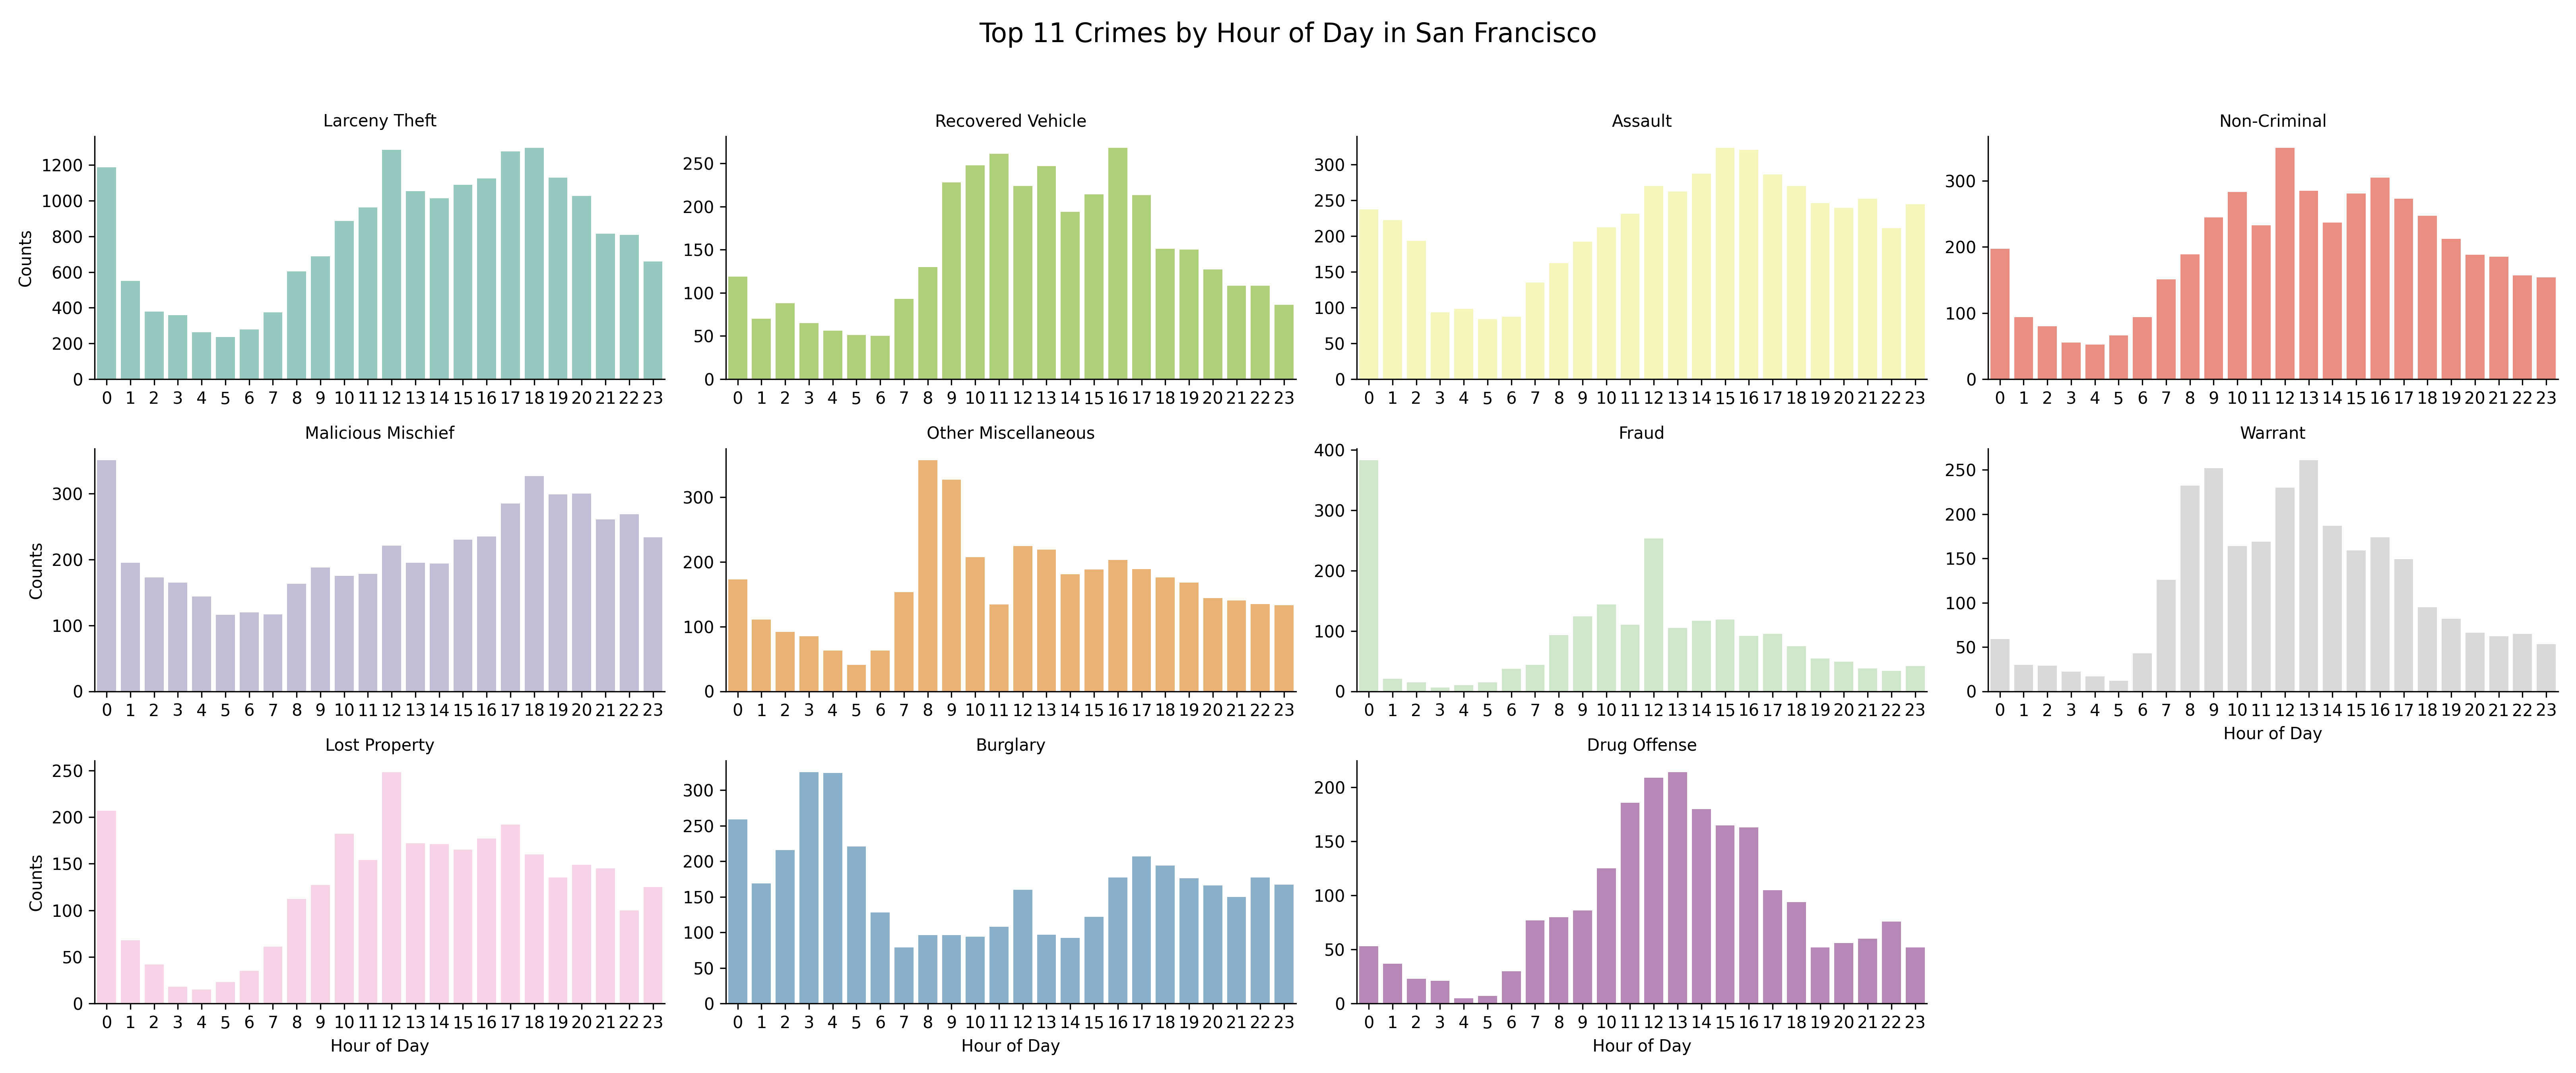 Top 11 Crimes by Hour of Day in San Francisco
Larceny Theft
Counts
1200
1000
800
600
400
200
0
0 1 2 3 4 5 6 7 8 9 10 11 12 13 14 15 16 17 18 19 20 21 22 23
Recovered Vehicle
250
200
150
100
50
0
0 1 2 3 4 5 6 7 8 9 10 11 12 13 14 15 16 17 18 19 20 21 22 23
Assault
300
250
200
150
100
50
0
0 1 2 3 4 5 6 7 8 9 10 11 12 13 14 15 16 17 18 19 20 21 22 23
Non-Criminal
300
200
100
0
0 1 2 3 4 5 6 7 8 9 10 11 12 13 14 15 16 17 18 19 20 21 22 23
Malicious Mischief
Counts
300
200
100
0
0 1 2 3 4 5 6 7 8 9 10 11 12 13 14 15 16 17 18 19 20 21 22 23
Other Miscellaneous
300
200
100
0
0 1 2 3 4 5 6 7 8 9 10 11 12 13 14 15 16 17 18 19 20 21 22 23
Fraud
400
300
200
100
0
0 1 2 3 4 5 6 7 8 9 10 11 12 13 14 15 16 17 18 19 20 21 22 23
Warrant
250
200
150
100
50
0
0 1 2 3 4 5 6 7 8 9 10 11 12 13 14 15 16 17 18 19 20 21 22 23
Hour of Day
Lost Property
Counts
250
200
150
100
50
0
0 1 2 3 4 5 6 7 8 9 10 11 12 13 14 15 16 17 18 19 20 21 22 23
Hour of Day
Burglary
300
250
200
150
100
50
0
0 1 2 3 4 5 6 7 8 9 10 11 12 13 14 15 16 17 18 19 20 21 22 23
Hour of Day
Drug Offense
200
150
100
50
0
0 1 2 3 4 5 6 7 8 9 10 11 12 13 14 15 16 17 18 19 20 21 22 23
Hour of Day